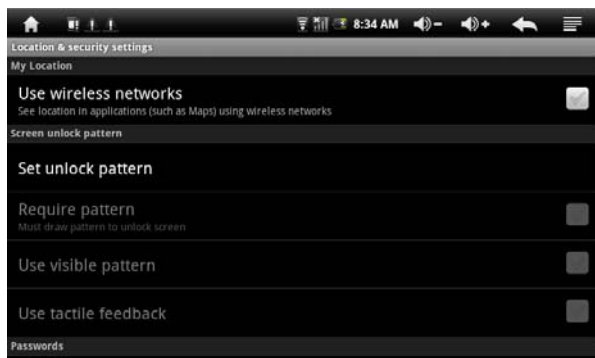 8:34 AM
Location & security settings
My Location
Use wireless networks
See location in applications (such as Maps) using wireless networks
Screen unlock pattern
Set unlock pattern
Require pattern
Must draw pattern to unlock screen
Use visible pattern
Use tactile feedback
Passwords